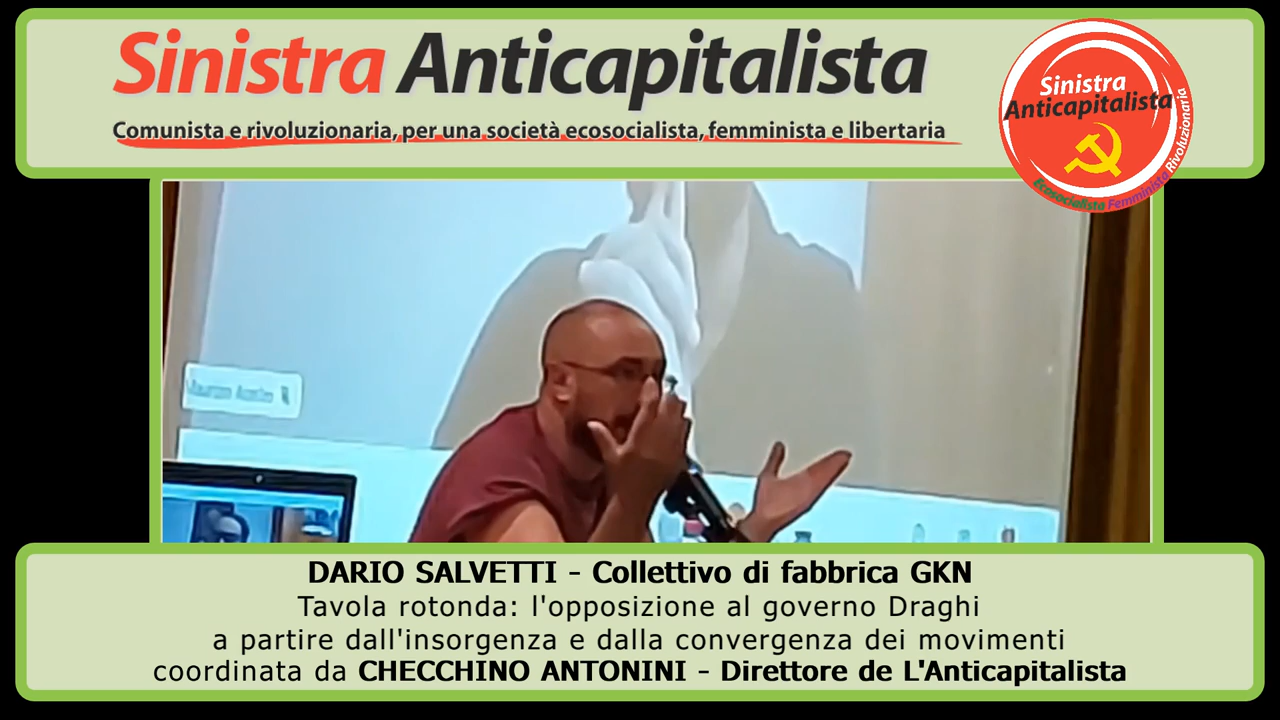 Sinistra Anticapitalista
Comunista e rivoluzionaria, per una società ecosocialista, femminista e libertaria
Sinistra
Anticapitalista
Ecosocialista Femminista Rivoluzionaria
DARIO SALVETTI - Collettivo di fabbrica GKN
Tavola rotonda: l'opposizione al governo Draghi
a partire dall'insorgenza e dalla convergenza dei movimenti
coordinata da CHECCHINO ANTONINI - Direttore de L'Anticapitalista